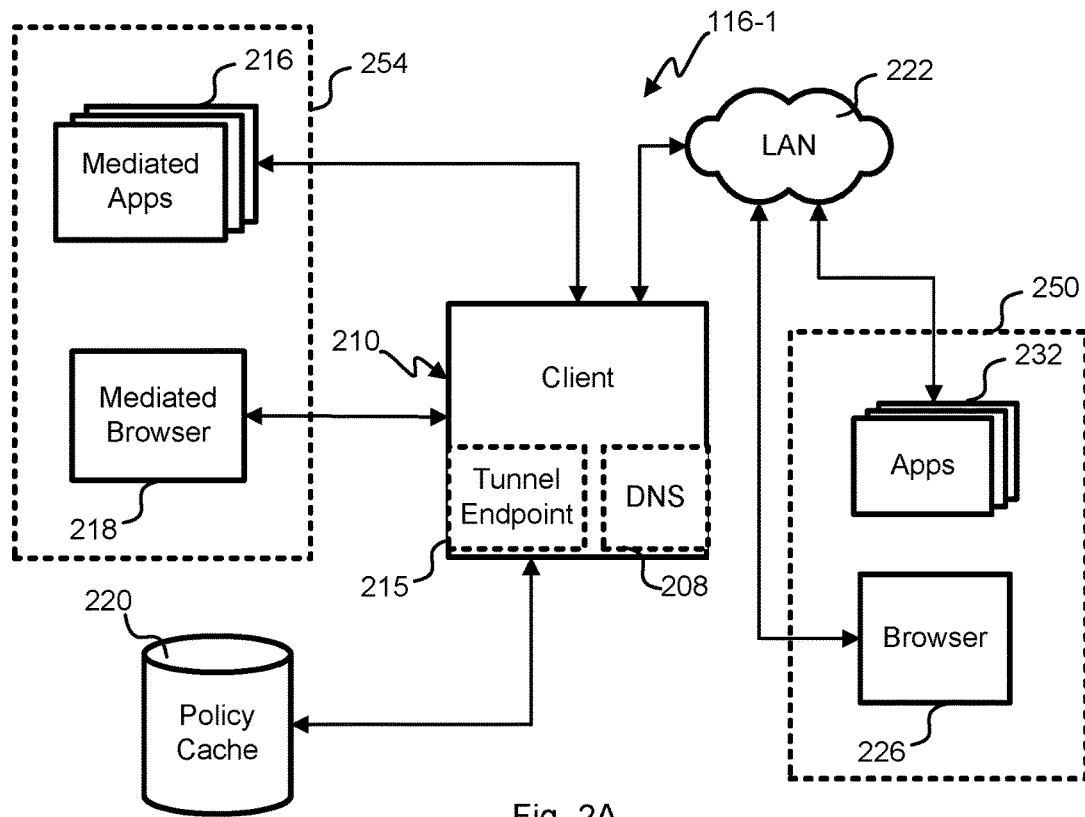 116-1
216
254
222
Mediated
Apps
LAN
250
210
Client
232
Mediated
Browser
Apps
Tunnel
Endpoint
DNS
218
215
208
220
Browser
Policy
Cache
226
Fig. 2A